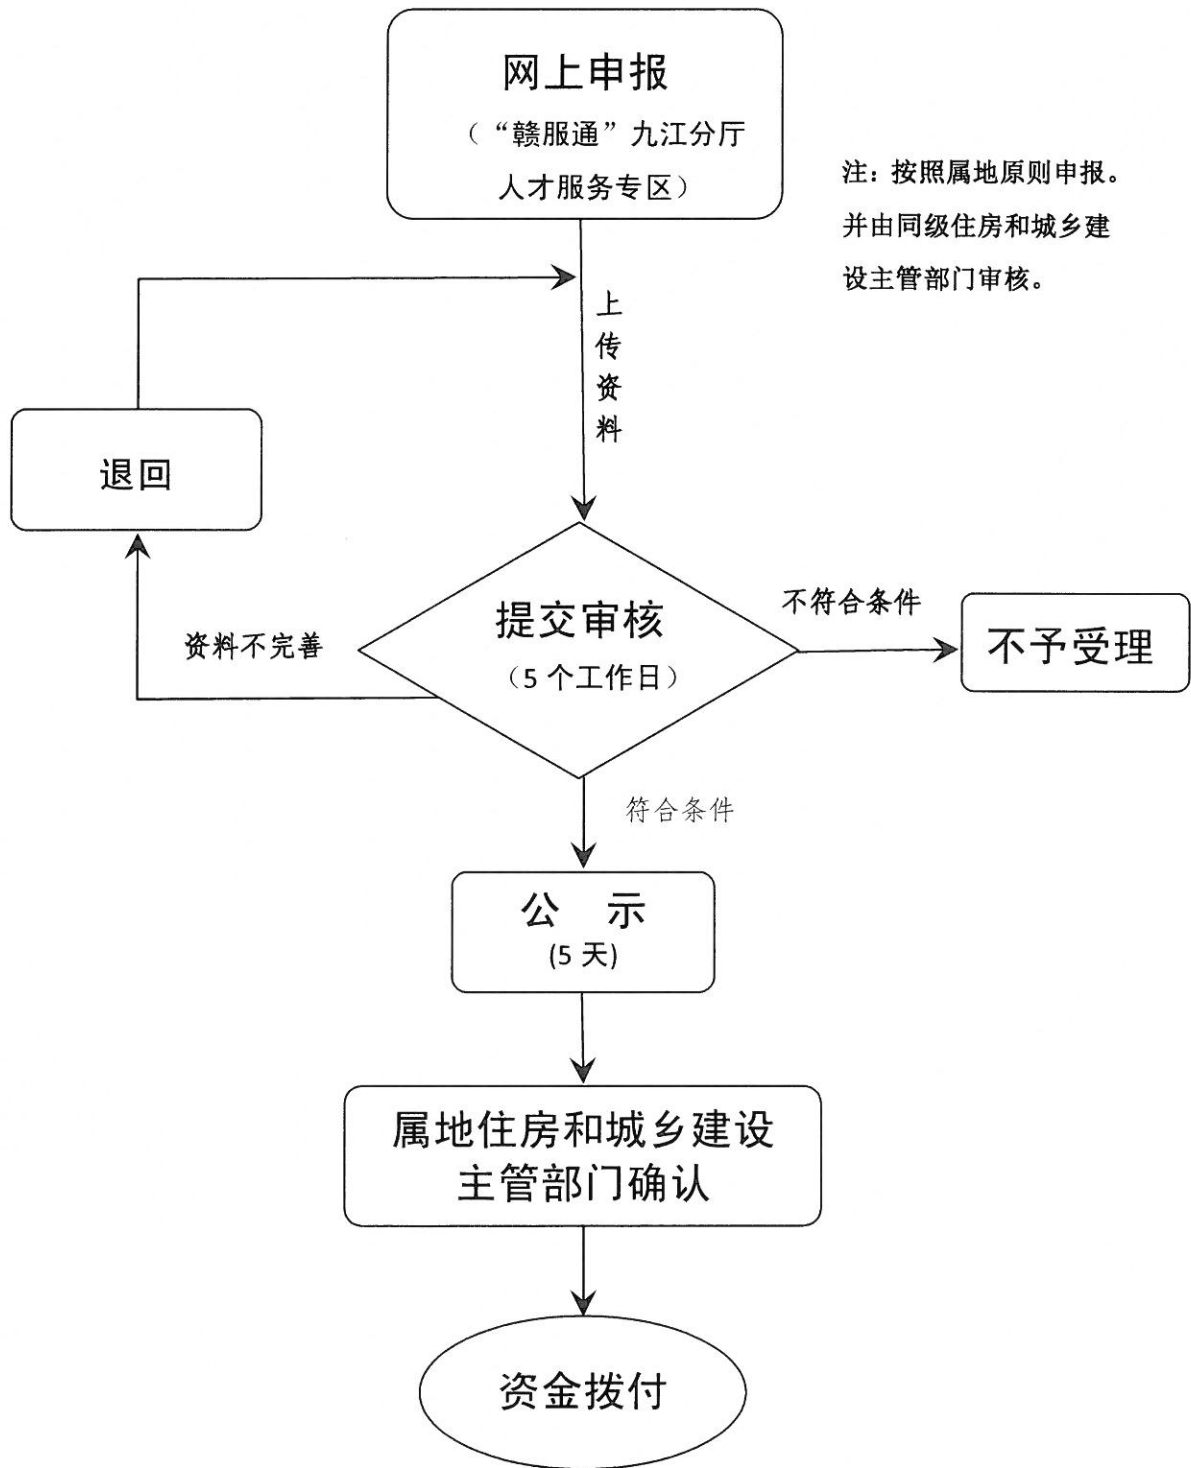 网上申报
（“赣服通”九江分厅
人才服务专区）
注：按照属地原则申报。
并由同级住房和城乡建
设主管部门审核。
上
传
资
料
退回
提交审核
（5 个工作日）
资料不完善
不符合条件
不予受理
符合条件
公 示
(5 天)
属地住房和城乡建设
主管部门确认
资金拨付